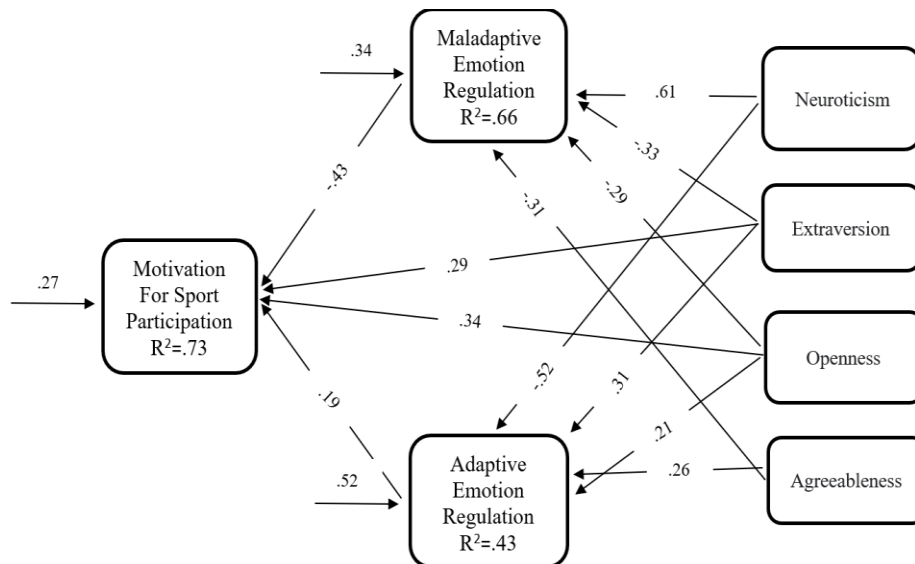 .34
Maladaptive
Emotion
Regulation
R²=.66
.61
Neuroticism
-.33
-.43
-.31
-.29
Extraversion
.29
.27
Motivation
For Sport
Participation
R²=.73
.34
Openness
.19
-.52
.31
.21
.52
Adaptive
Emotion
Regulation
R²=.43
.26
Agreeableness